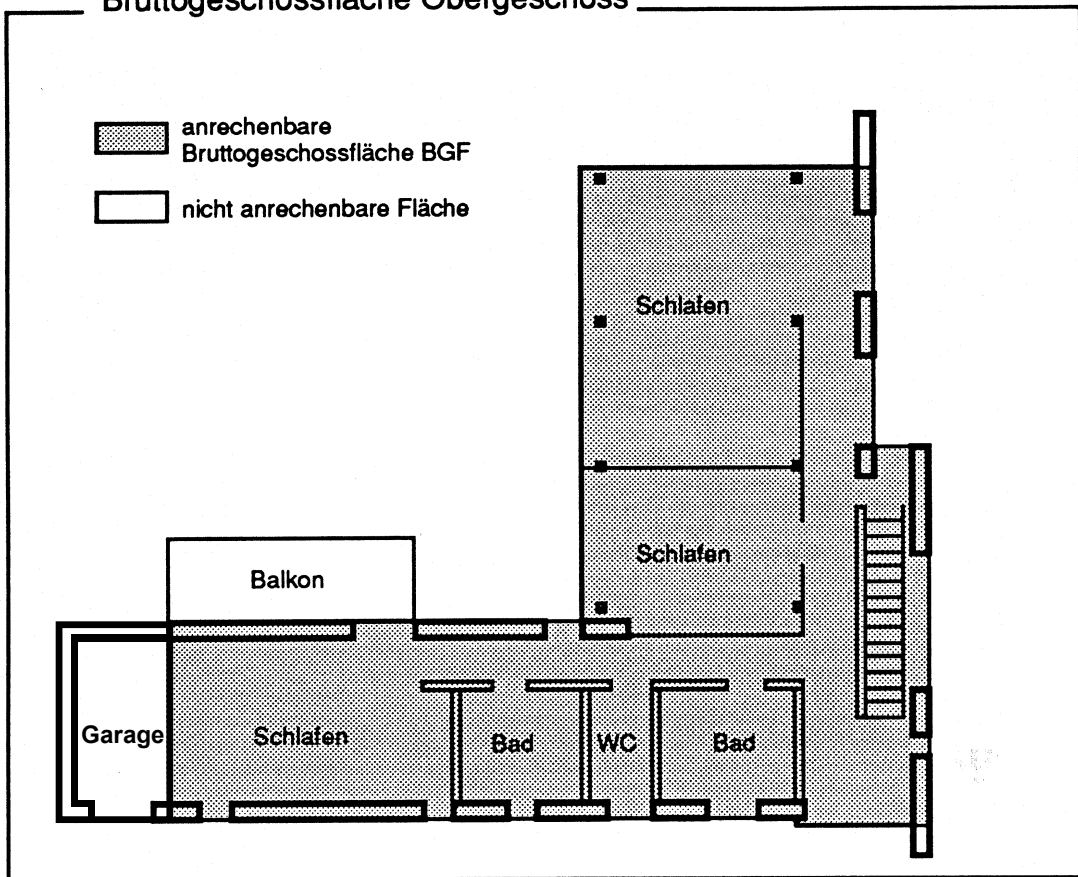 Bruttogeschossfläche Obergeschoss
anrechenbare
Bruttogeschossfläche BGF
nicht anrechenbare Fläche
Schlafen
Schlafen
Balkon
Garage
Schlafen
Bad
WC
Bad